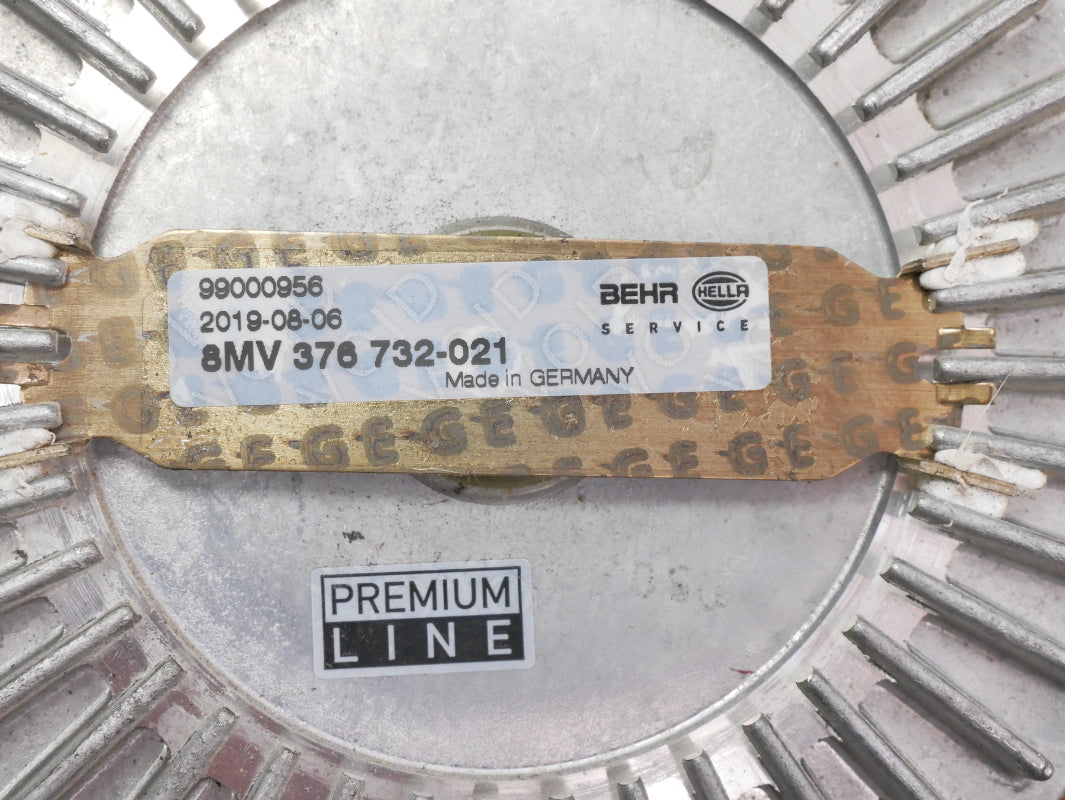 99000956
2019-08-06
8MV 376 732-021
Made in GERMANY
BEHR HELLA
SERVICE
PREMIUM
LINE